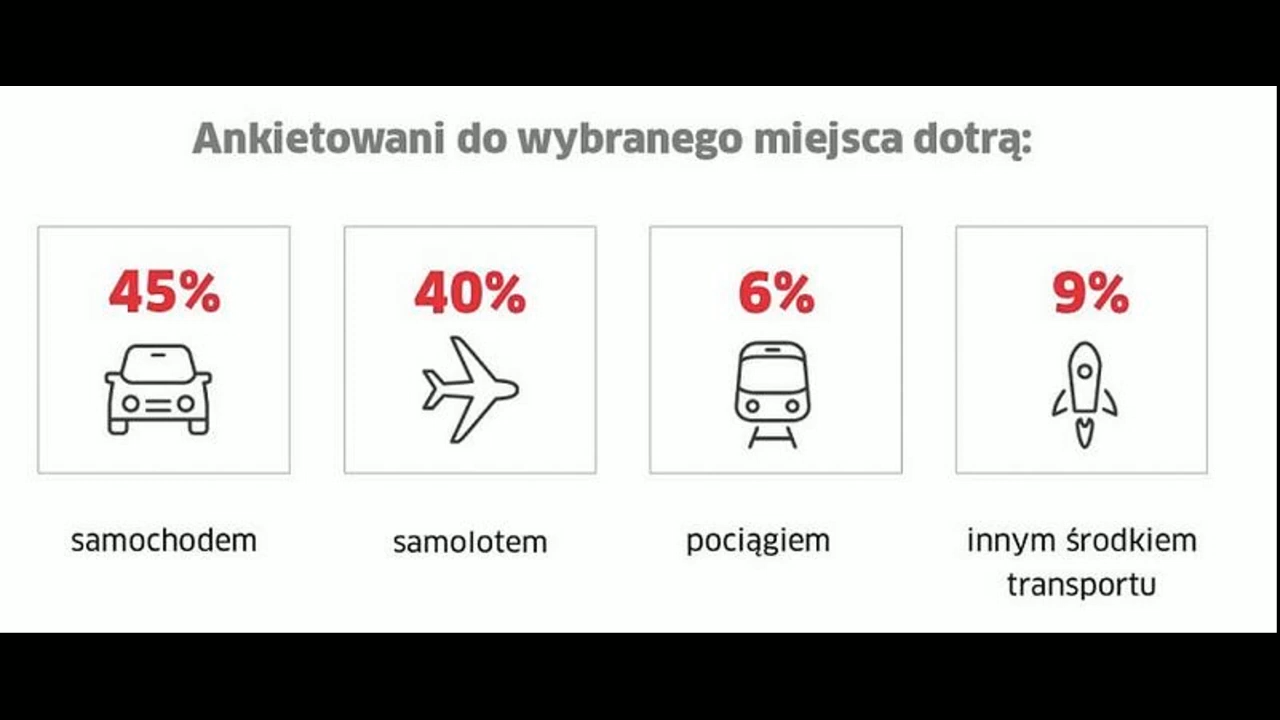 Ankietowani do wybranego miejsca dotrą:
45%
40%
6%
9%
samochodem
samolotem
pociągiem
innym środkiem
transportu